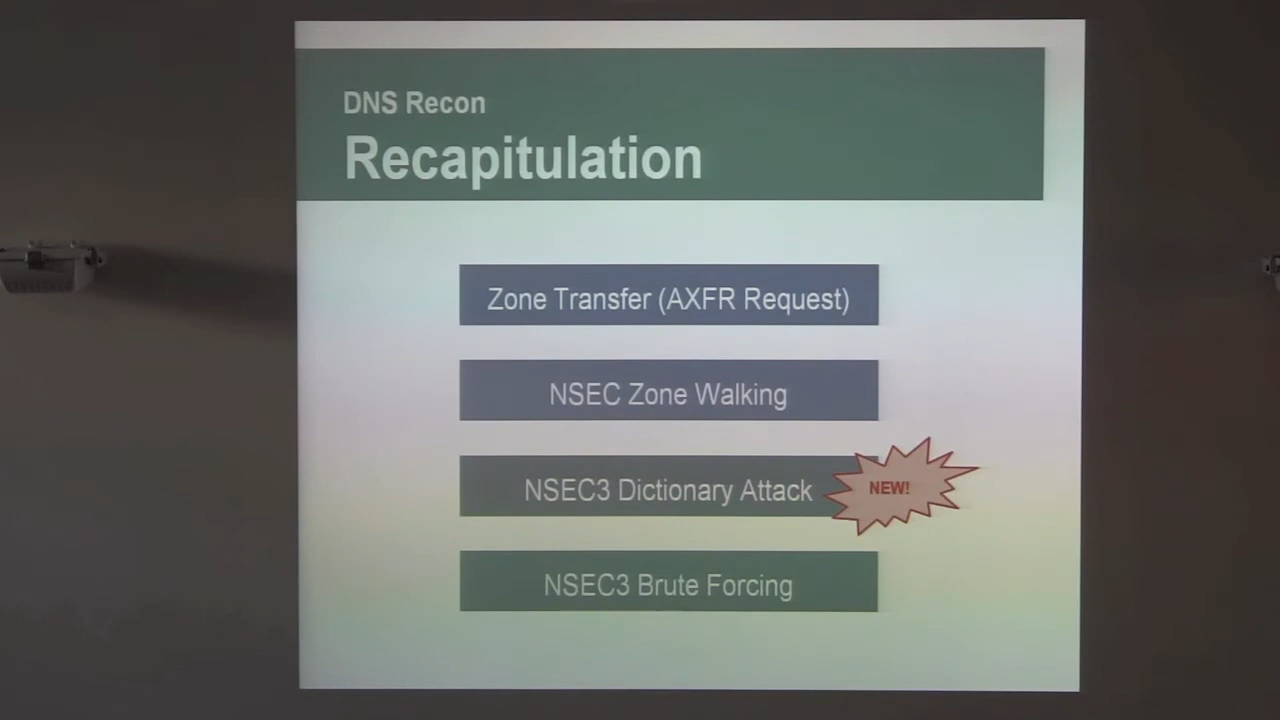 DNS Recon
Recapitulation
Zone Transfer (AXFR Request)
NSEC Zone Walking
NSEC3 Dictionary Attack
NEW!
NSEC3 Brute Forcing